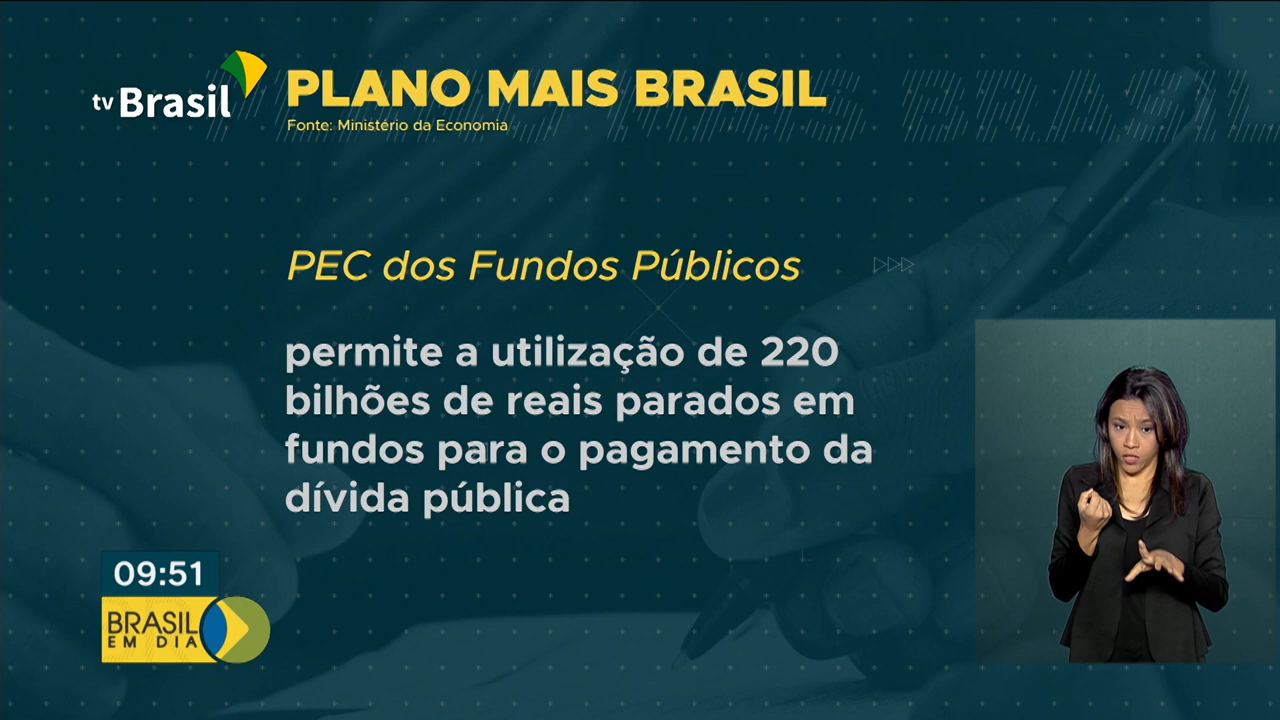 tv Brasil
PLANO MAIS BRASIL
Fonte: Ministério da Economia
PEC dos Fundos Públicos
permite a utilização de 220
bilhões de reais parados em
fundos para o pagamento da
dívida pública
09:51
BRASIL
EM DIA